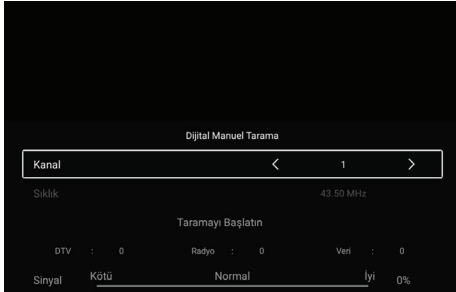 Dijital Manuel Tarama
Kanal < 1 >
Sıklık 43.50 MHz
Taramayı Başlatın
DTV : 0 Radyo : 0 Veri : 0
Sinyal Kötü Normal İyi 0%